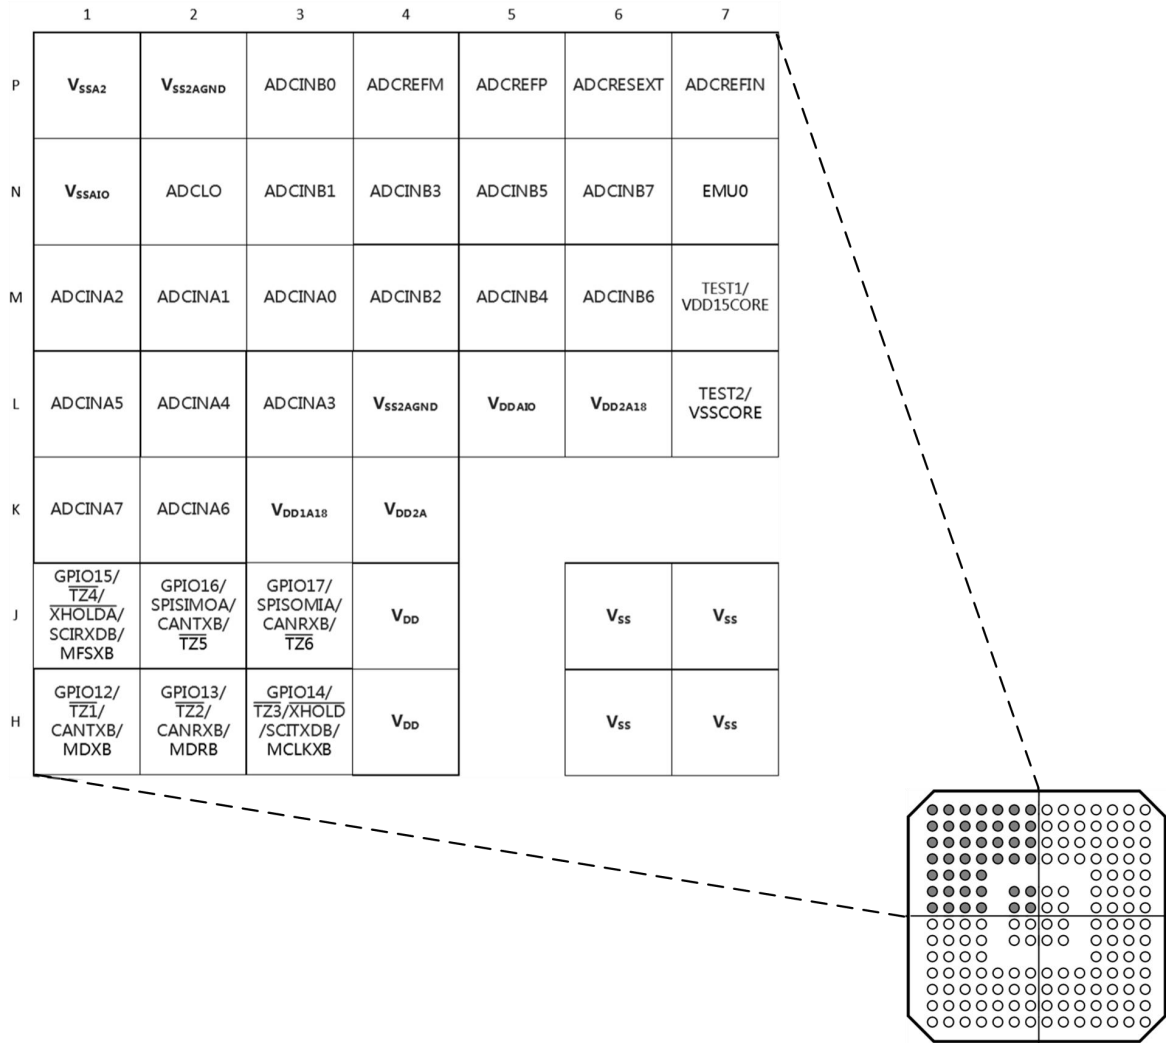 1 2 3 4 5 6 7
P VSSA2 VSS2AGND ADCINB0 ADCREFM ADCREFP ADCRESEXT ADCREFIN
N VSSAIO ADCLO ADCINB1 ADCINB3 ADCINB5 ADCINB7 EMU0
M ADCINA2 ADCINA1 ADCINA0 ADCINB2 ADCINB4 ADCINB6
TEST1/
VDD15CORE
L ADCINA5 ADCINA4 ADCINA3 VSS2AGND VDDAIO VDD2A18
TEST2/
VSSCORE
K ADCINA7 ADCINA6 VDD1A18 VDD2A
J
GPIO15/
TZ4/
XHOLDA/
SCIRXDB/
MFSXB
GPIO16/
SPISIMOA/
CANTXB/
TZ5
GPIO17/
SPISOMIA/
CANRXB/
TZ6
VDD VSS VSS
H
GPIO12/
TZ1/
CANTXB/
MDXB
GPIO13/
TZ2/
CANRXB/
MDRB
GPIO14/
TZ3/XHOLD
/SCITXDB/
MCLKXB
VDD VSS VSS